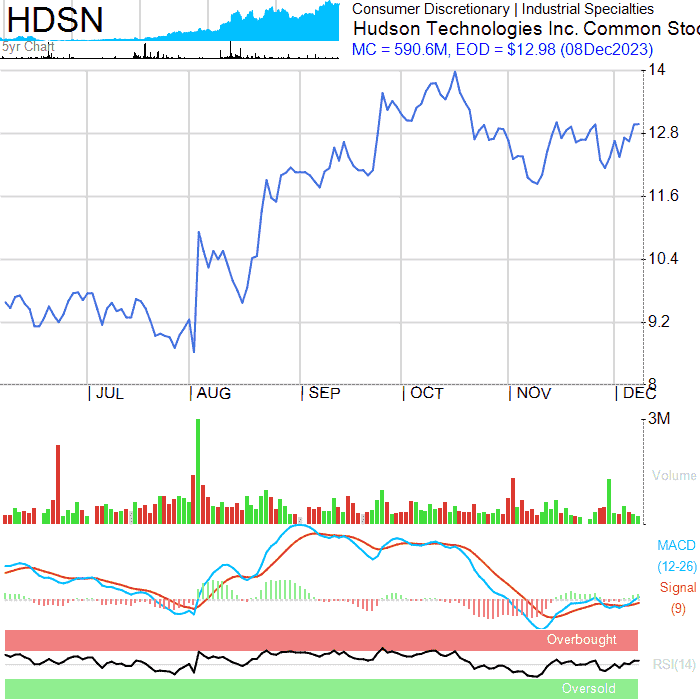 HDSN
5yr Chart
Consumer Discretionary | Industrial Specialties
Hudson Technologies Inc. Common Sto
MC = 590.6M, EOD = $12.98 (08Dec2023)
14
12.8
11.6
10.4
9.2
8
JUL
AUG
SEP
OCT
NOV
DEC
3M
Volume
MACD
(12-26)
Signal
(9)
Overbought
RSI(14)
Oversold